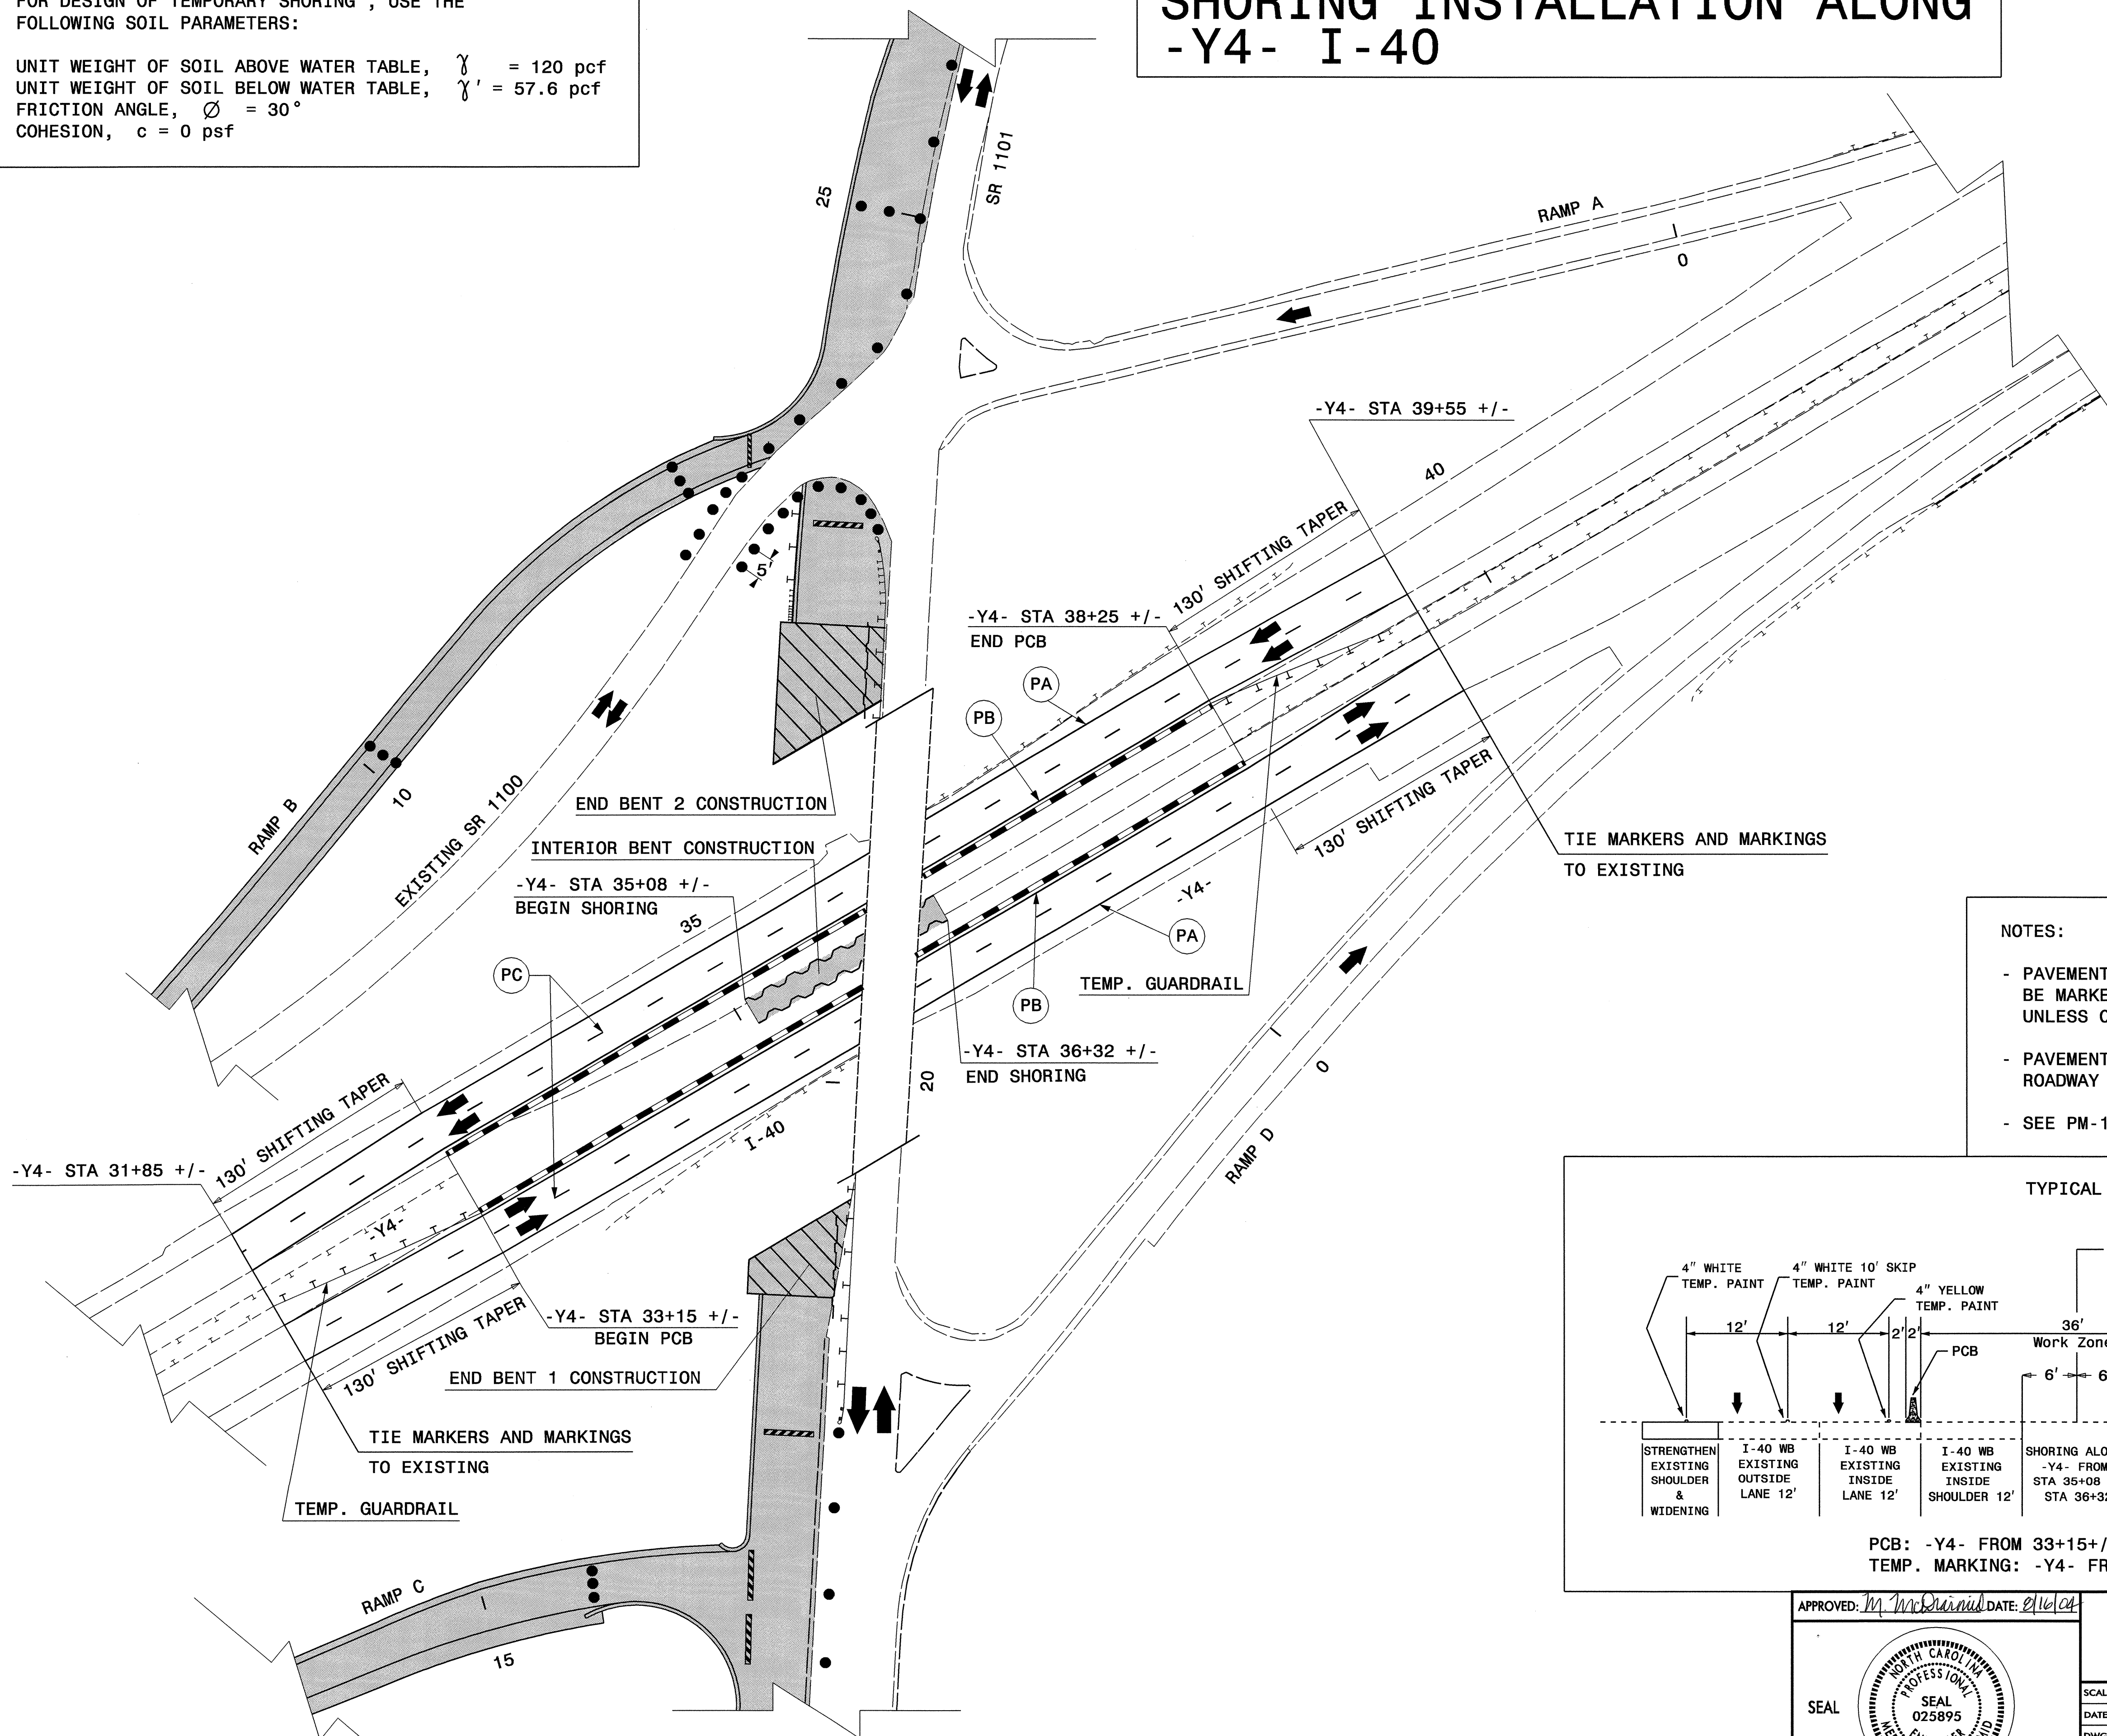 FOR DESIGN OF TEMPORARY SHORING , USE THE
FOLLOWING SOIL PARAMETERS:
UNIT WEIGHT OF SOIL ABOVE WATER TABLE, γ = 120 pcf
UNIT WEIGHT OF SOIL BELOW WATER TABLE, γ' = 57.6 pcf
FRICTION ANGLE, Ø = 30°
COHESION, c = 0 psf
SHORING INSTALLATION ALONG
-Y4- I-40
25
SR 1101
RAMP A
0
-Y4- STA 39+55 +/-
40
130' SHIFTING TAPER
5'
-Y4- STA 38+25 +/-
END PCB
PA
PB
10
RAMP B
EXISTING SR 1100
END BENT 2 CONSTRUCTION
INTERIOR BENT CONSTRUCTION
-Y4- STA 35+08 +/-
BEGIN SHORING
35
130' SHIFTING TAPER
TIE MARKERS AND MARKINGS
TO EXISTING
-Y4-
PA
PC
TEMP. GUARDRAIL
PB
-Y4- STA 36+32 +/-
END SHORING
20
0
RAMP D
I-40
130' SHIFTING TAPER
-Y4- STA 31+85 +/-
-Y4-
-Y4- STA 33+15 +/-
BEGIN PCB
130' SHIFTING TAPER
END BENT 1 CONSTRUCTION
TIE MARKERS AND MARKINGS
TO EXISTING
TEMP. GUARDRAIL
RAMP C
15
NOTES:
- PAVEMENT
BE MARKE
UNLESS
- PAVEMENT
ROADWAY
- SEE PM-1
TYPICAL
4" WHITE
TEMP. PAINT
4" WHITE 10' SKIP
TEMP. PAINT
4" YELLOW
TEMP. PAINT
12'
12'
2'
2'
36'
Work Zone
PCB
6'
6
STRENGTHEN
EXISTING
SHOULDER
&
WIDENING
I-40 WB
EXISTING
OUTSIDE
LANE 12'
I-40 WB
EXISTING
INSIDE
LANE 12'
I-40 WB
EXISTING
INSIDE
SHOULDER 12'
SHORING ALO
-Y4- FROM
STA 35+08
STA 36+32
PCB: -Y4- FROM 33+15+/
TEMP. MARKING: -Y4- FR
APPROVED: M. McDiarmid DATE:
SEAL
NORTH CAROLINA
PROFESSIONAL
SEAL
025895
SCAL
DATE
DWG